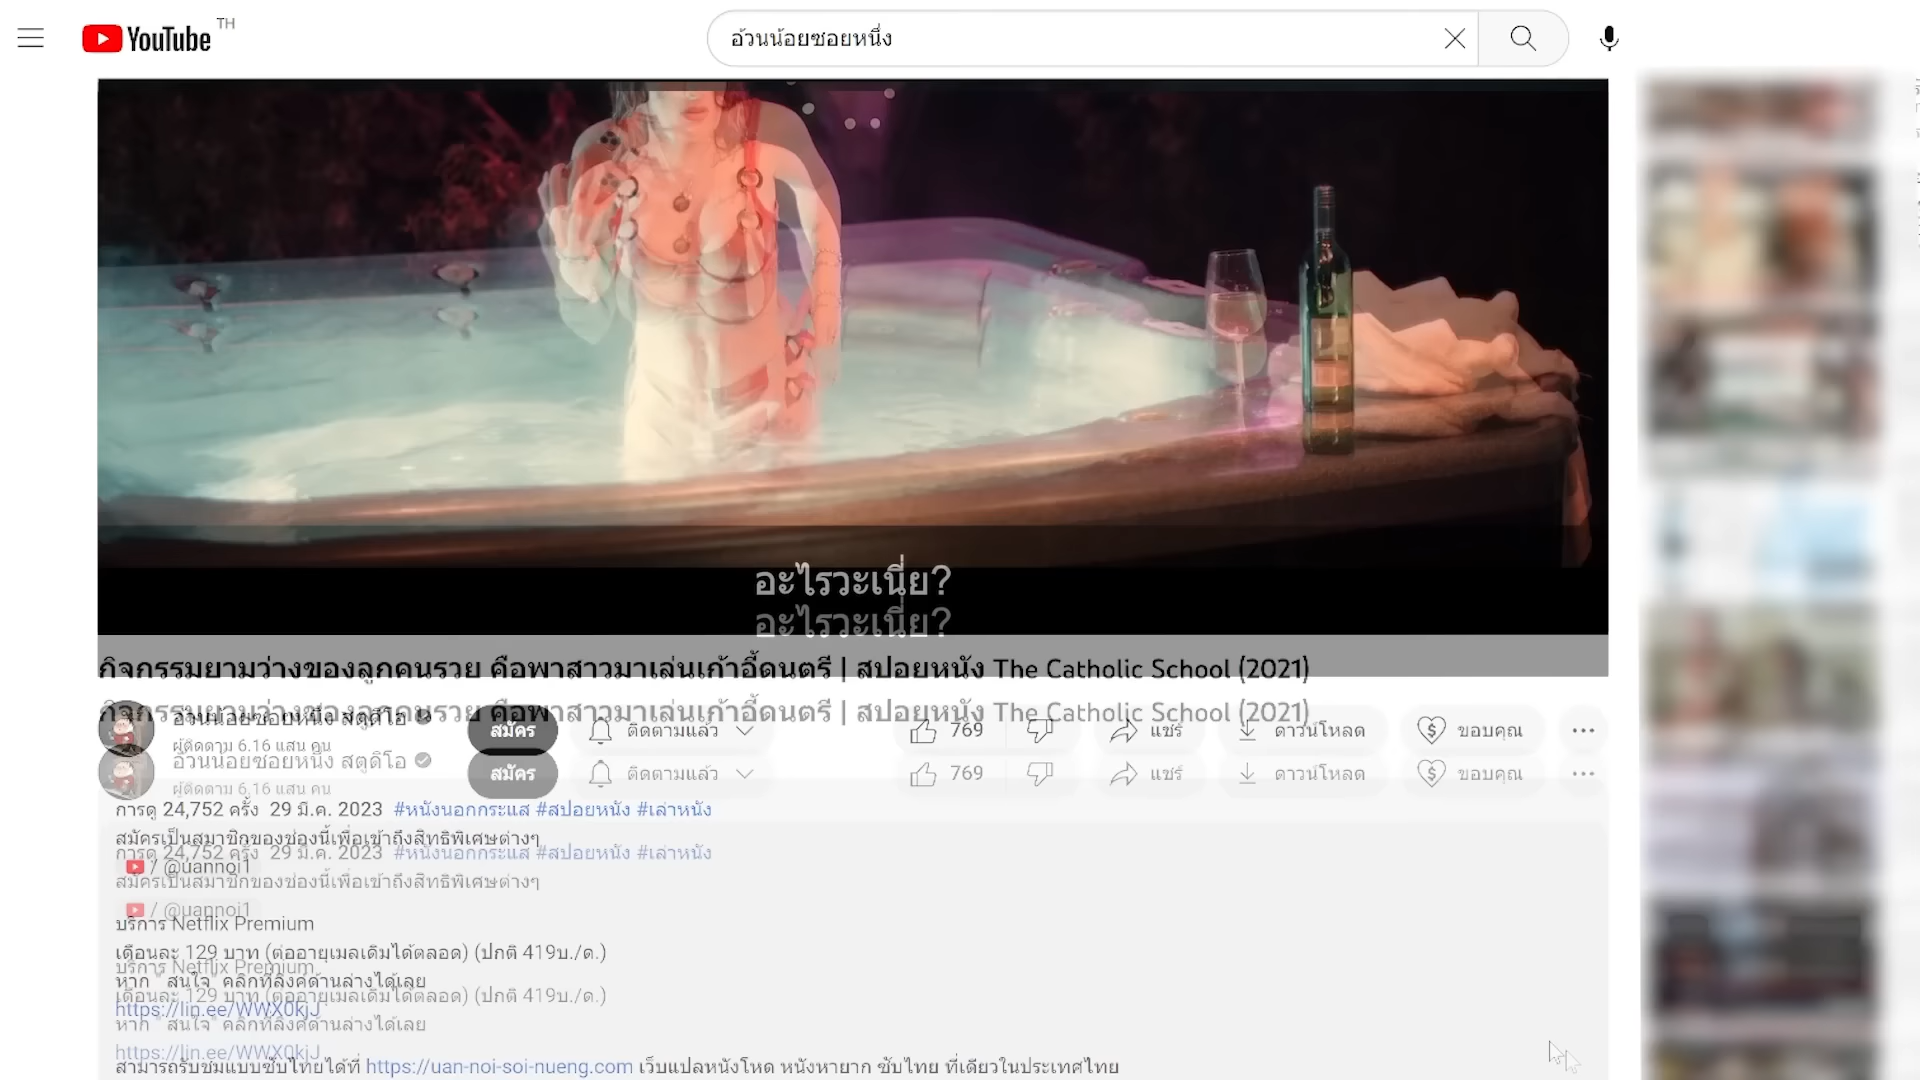 YouTube TH
อ้วนน้อยซอยหนึ่ง
อะไรวะเนี่ย?
อะไรวะเนี่ย?
กิจกรรมยามว่างของลูกคนรวย คือพาสาวมาเล่นเก้าอี้ดนตรี | สปอยหนัง The Catholic School (2021)
กิจกรรมยามว่างของลูกคนรวย คือพาสาวมาเล่นเก้าอี้ดนตรี | สปอยหนัง The Catholic School (2021)
อ้วนน้อยซอยหนึ่ง สตูดิโอ
สมัคร ติดตามแล้ว 769 แชร์ ดาวน์โหลด ขอบคุณ
ผู้ติดตาม 6.16 แสน คน
อ้วนน้อยซอยหนึ่ง สตูดิโอ
สมัคร ติดตามแล้ว 769 แชร์ ดาวน์โหลด ขอบคุณ
ผู้ติดตาม 6.16 แสน คน
การดู 24,752 ครั้ง 29 มี.ค. 2023 #หนังนอกกระแส #สปอยหนัง #เล่าหนัง
สมัครเป็นสมาชิกของช่องนี้เพื่อเข้าถึงสิทธิพิเศษต่างๆ
การดู 24,752 ครั้ง 29 มี.ค. 2023 #หนังนอกกระแส #สปอยหนัง #เล่าหนัง
/ @uannoi1
สมัครเป็นสมาชิกของช่องนี้เพื่อเข้าถึงสิทธิพิเศษต่างๆ
/ @uannoi1
บริการ Netflix Premium
เดือนละ 129 บาท (ต่ออายุเมลเดิมได้ตลอด) (ปกติ 419บ./ด.)
บริการ Netflix Premium
หาก " สนใจ" คลิกที่ลิงค์ด้านล่างได้เลย
เดือนละ 129 บาท (ต่ออายุเมลเดิมได้ตลอด) (ปกติ 419บ./ด.)
https://lin.ee/WWX0kjJ
หาก " สนใจ" คลิกที่ลิงค์ด้านล่างได้เลย
https://lin.ee/WWX0kjJ
สามารถรับชมแบบซับไทยได้ที่ https://uan-noi-soi-nueng.com เว็บแปลหนังโหด หนังหายาก ซับไทย ที่เดียวในประเทศไทย